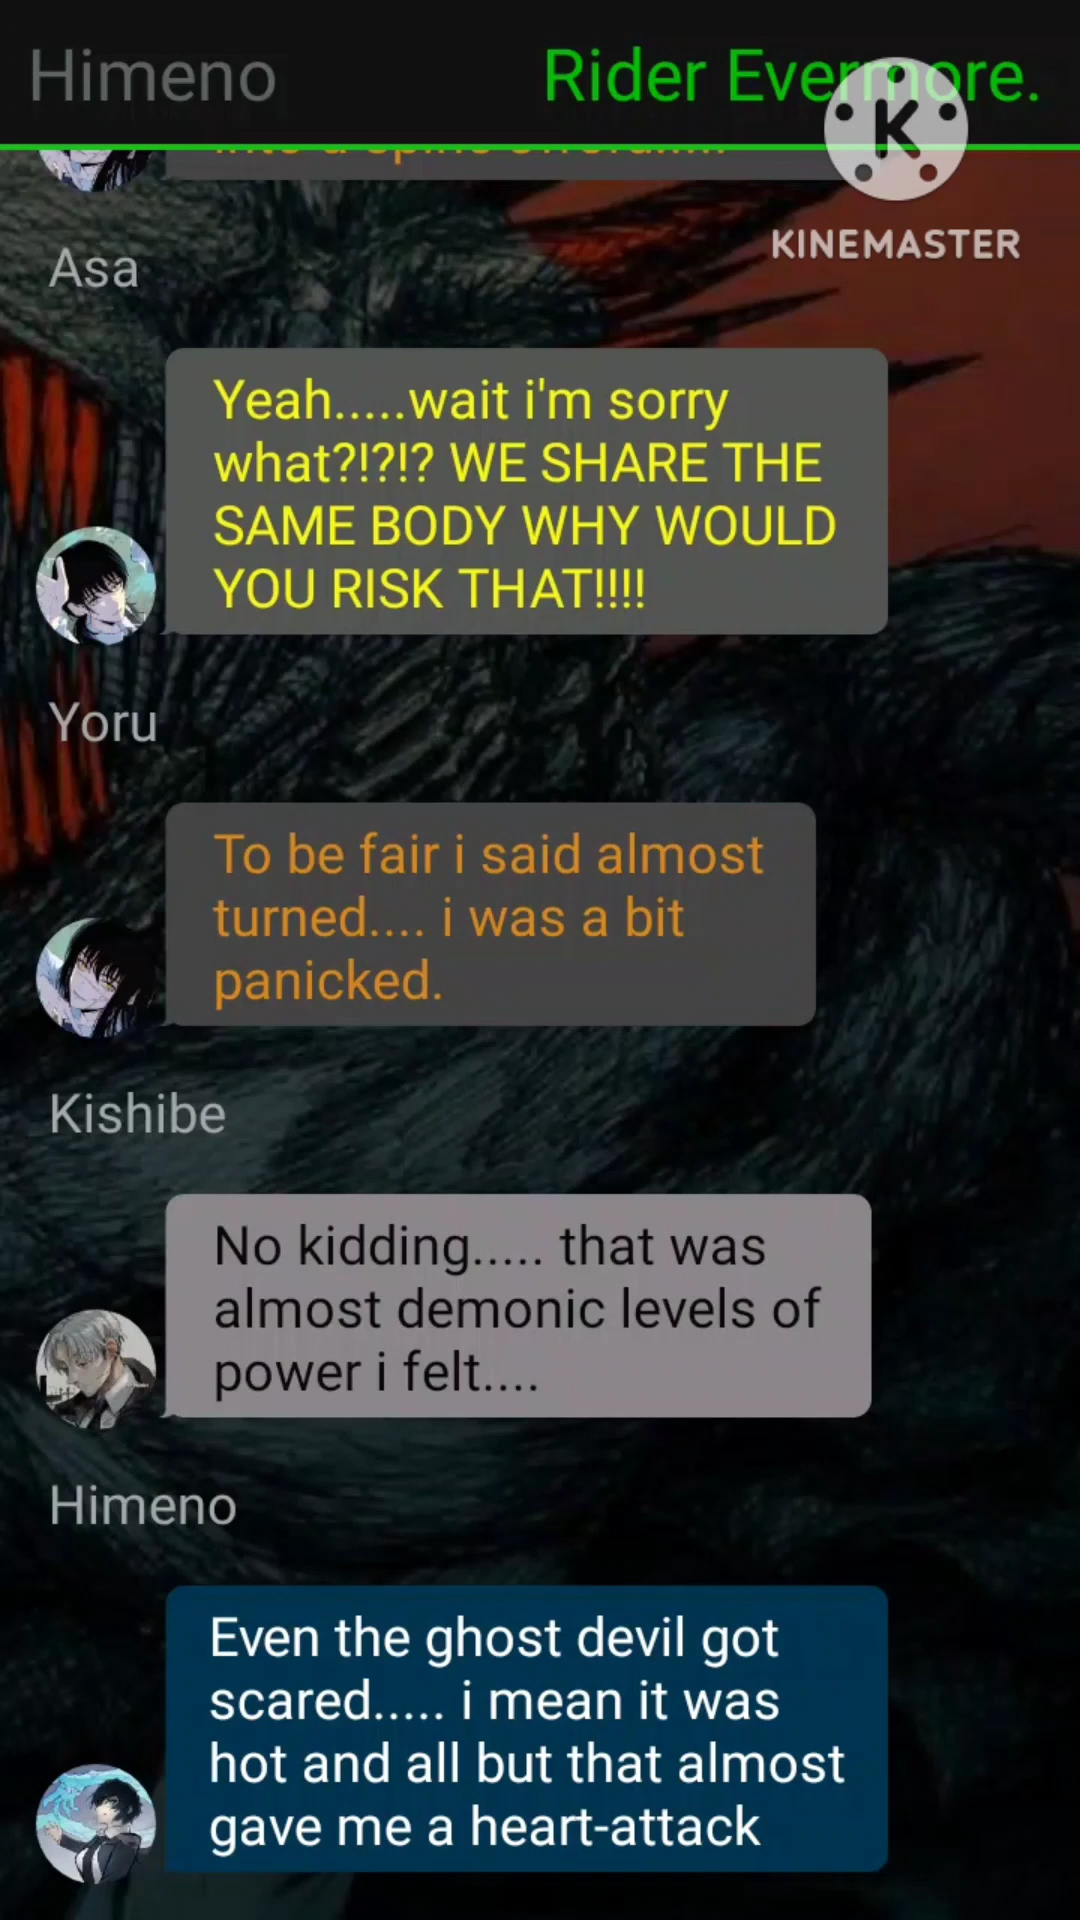 Himeno
Rider Evermore.
K
KINEMASTER
into a spine sword.....
Asa
Yeah.....wait i'm sorry
what?!?!? WE SHARE THE
SAME BODY WHY WOULD
YOU RISK THAT!!!!
Yoru
To be fair i said almost
turned.... i was a bit
panicked.
Kishibe
No kidding..... that was
almost demonic levels of
power i felt....
Himeno
Even the ghost devil got
scared..... i mean it was
hot and all but that almost
gave me a heart-attack